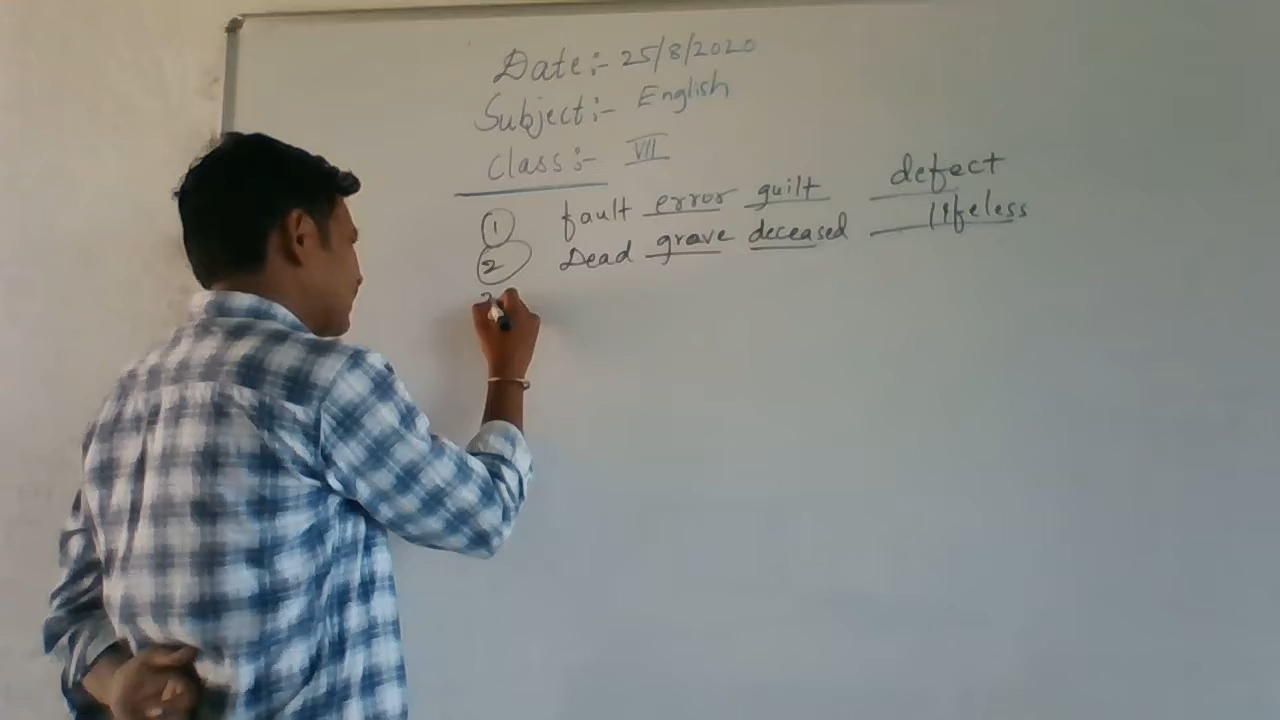 Date:- 25/8/2020
Subject:- English
Class:- VII
1 fault error guilt defect
2 Dead grave deceased lifeless